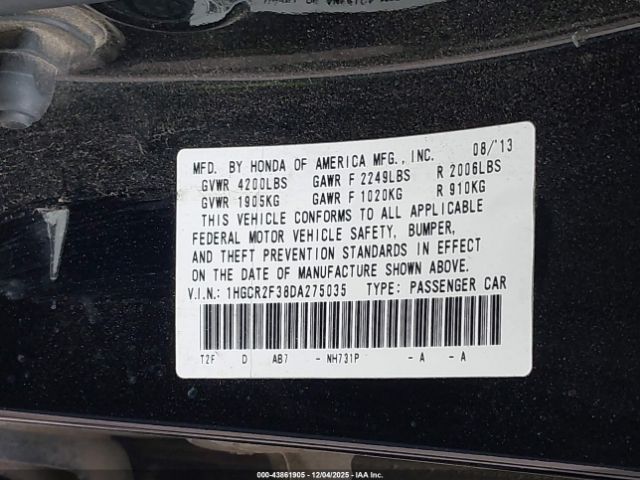 MFD. BY HONDA OF AMERICA MFG., INC. 08/'13
GVWR 4200LBS GAWR F 2249LBS R 2006LBS
GVWR 1905KG GAWR F 1020KG R 910KG
THIS VEHICLE CONFORMS TO ALL APPLICABLE
FEDERAL MOTOR VEHICLE SAFETY, BUMPER,
AND THEFT PREVENTION STANDARDS IN EFFECT
ON THE DATE OF MANUFACTURE SHOWN ABOVE.
V.I.N.: 1HGCR2F38DA275035 TYPE: PASSENGER CAR
T2F D AB7 - NH731P - A - A
000-43861905 - 12/04/2025 - IAA Inc.